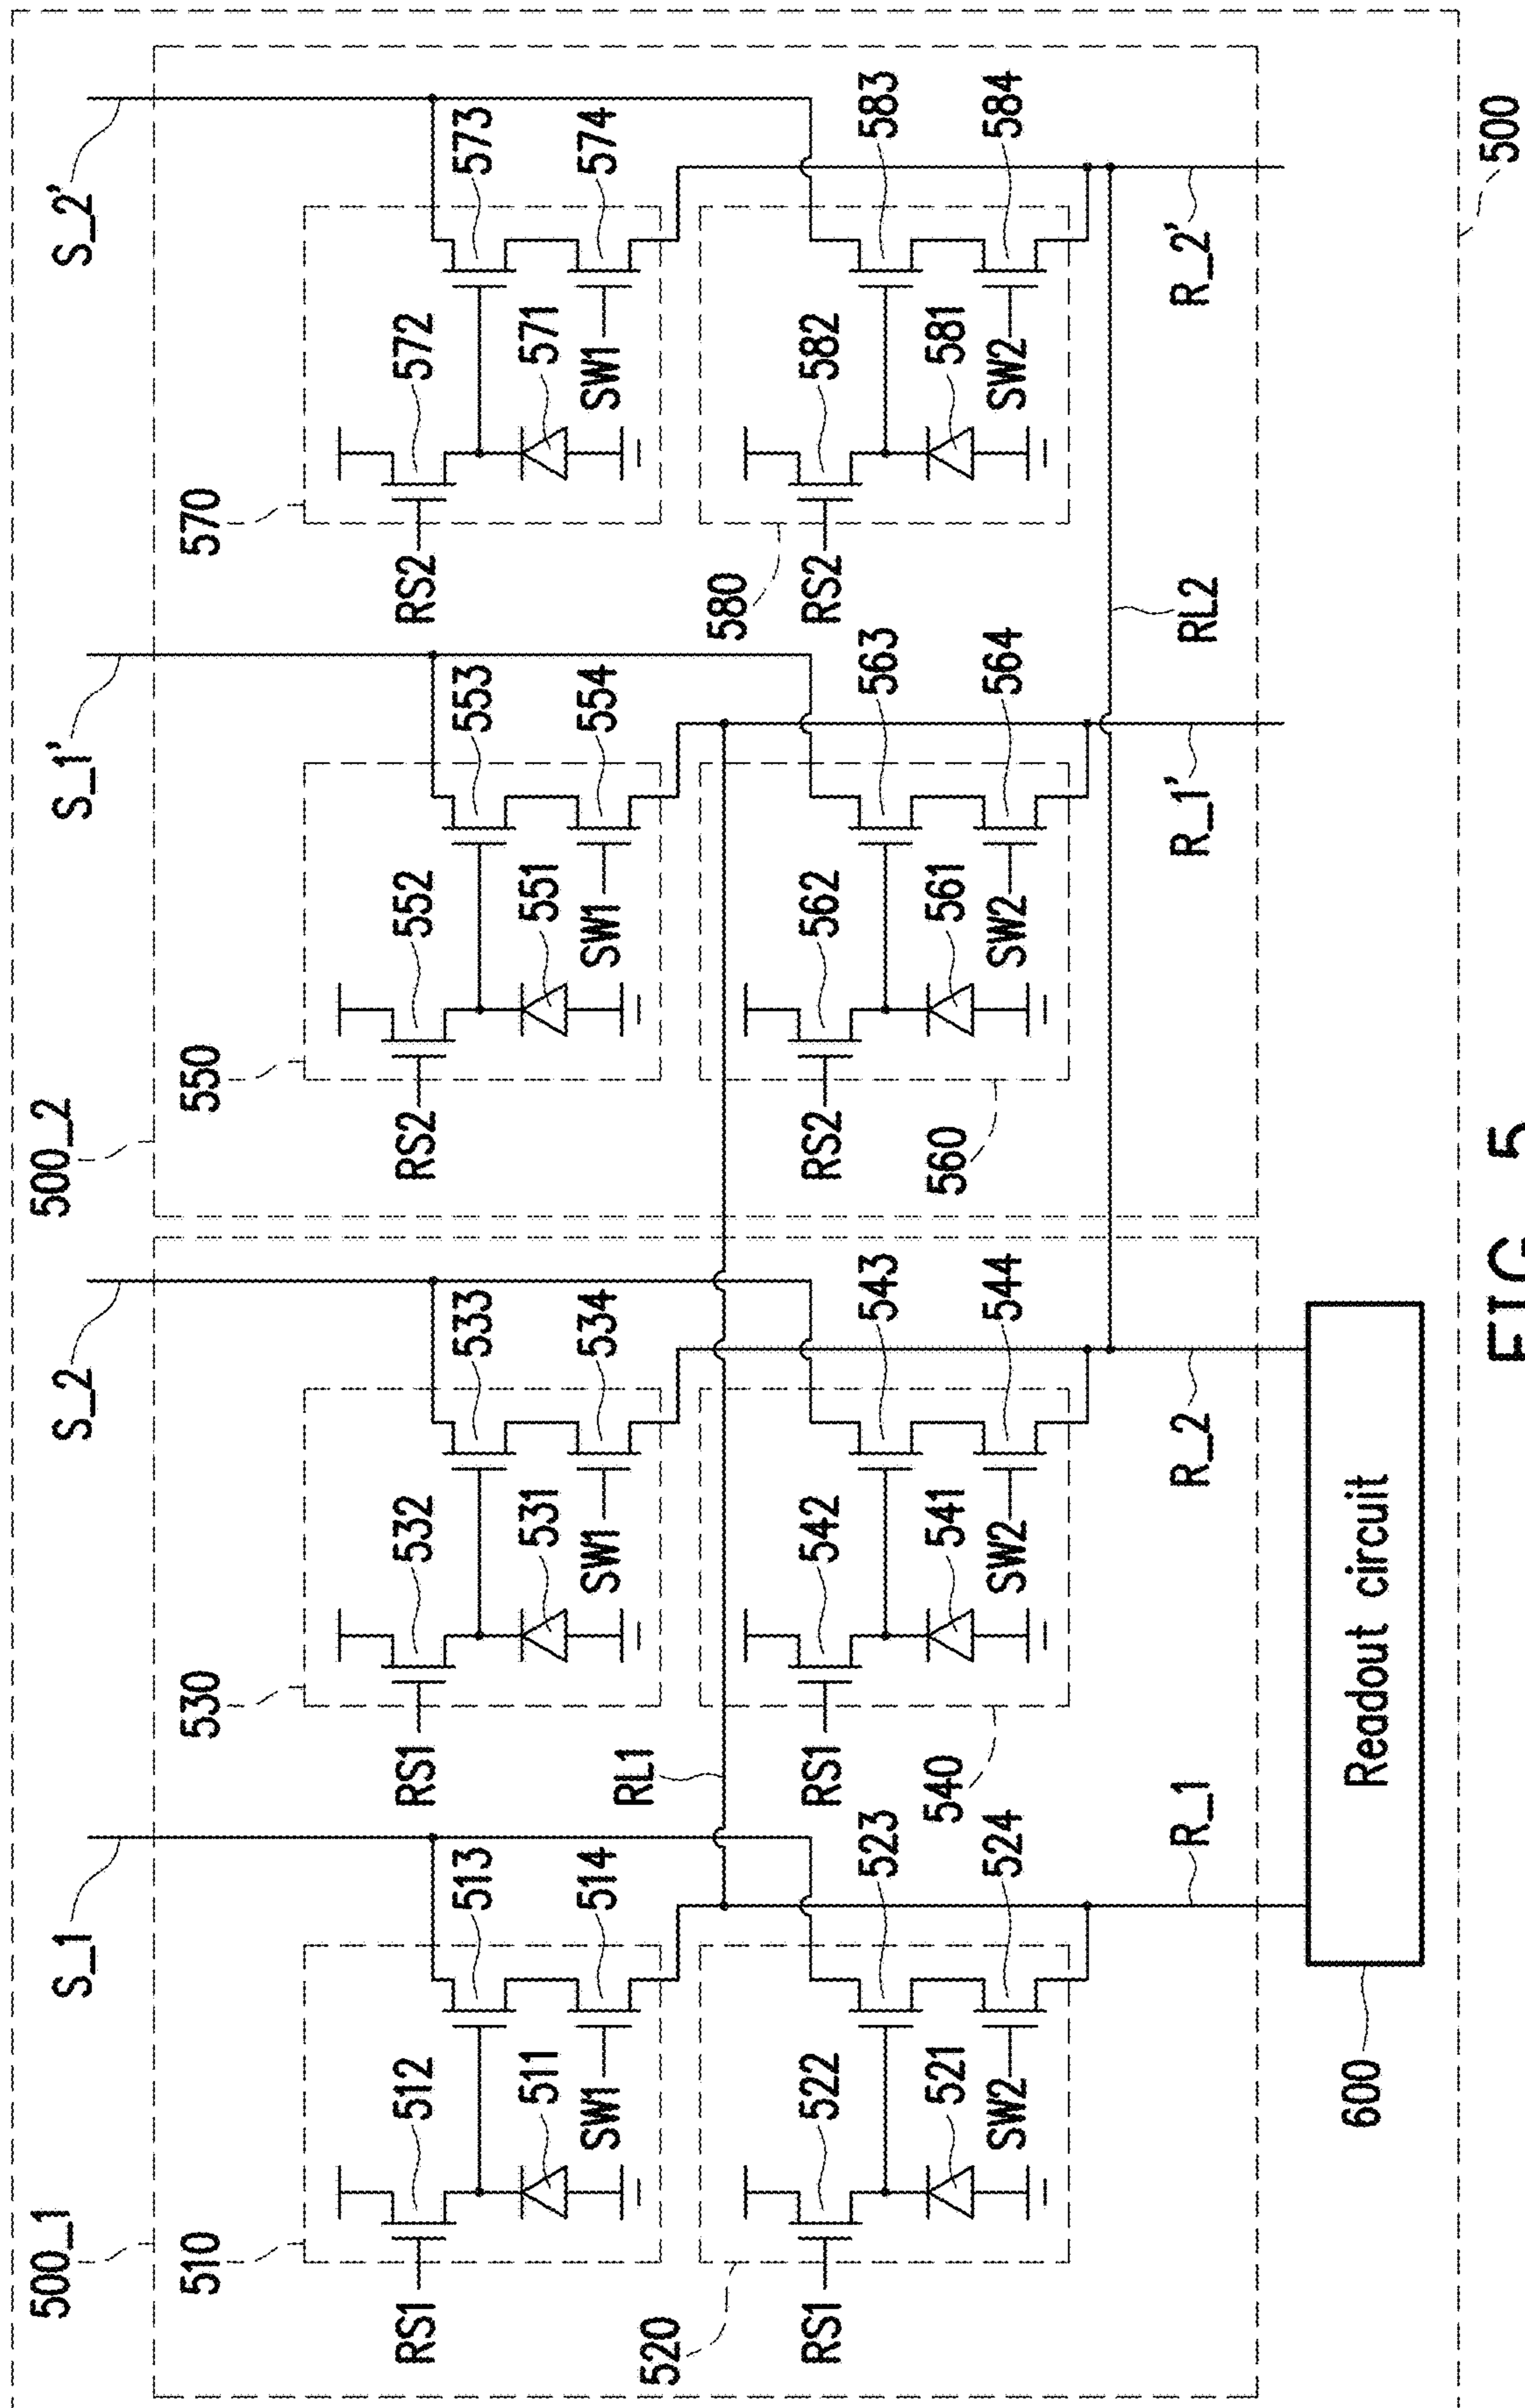 500_1
500_2
S_1
S_2
S_1'
S_2'
510
530
550
570
RS1
512
RS1
532
RS2
552
RS2
572
513
533
553
573
511
531
551
571
SW1
514
SW1
534
SW1
554
SW1
574
RL1
520
580
RS1
522
RS1
542
RS2
562
RS2
582
523
543
563
583
521
540
541
560
561
581
SW2
524
SW2
544
SW2
564
SW2
584
R_1
R_2
R_1'
RL2
R_2'
600
Readout circuit
500
FIG. 5